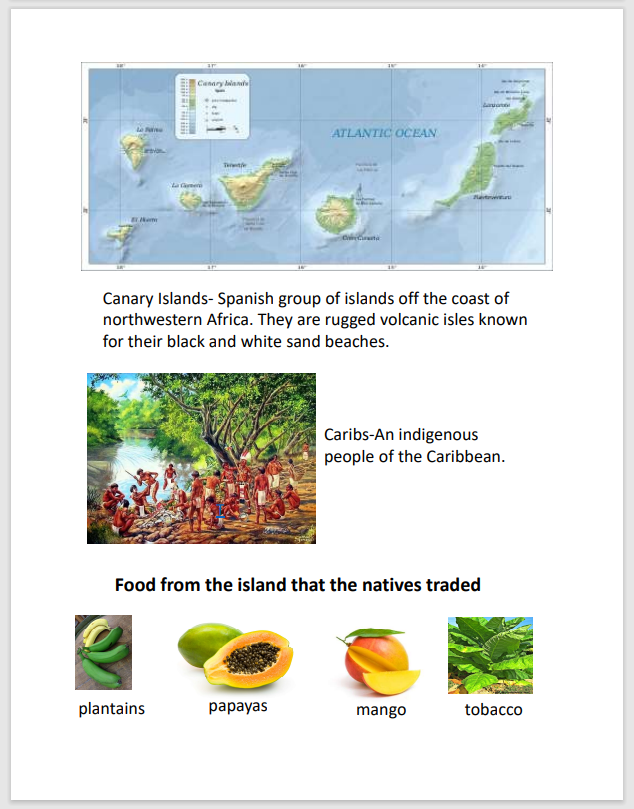 Canary Islands
Spain
ATLANTIC OCEAN
La Palma
Lanzarote
Tenerife
La Gomera
Fuerteventura
El Hierro
Gran Canaria
Canary Islands- Spanish group of islands off the coast of
northwestern Africa. They are rugged volcanic isles known
for their black and white sand beaches.
Caribs-An indigenous
people of the Caribbean.
Food from the island that the natives traded
plantains
papayas
mango
tobacco